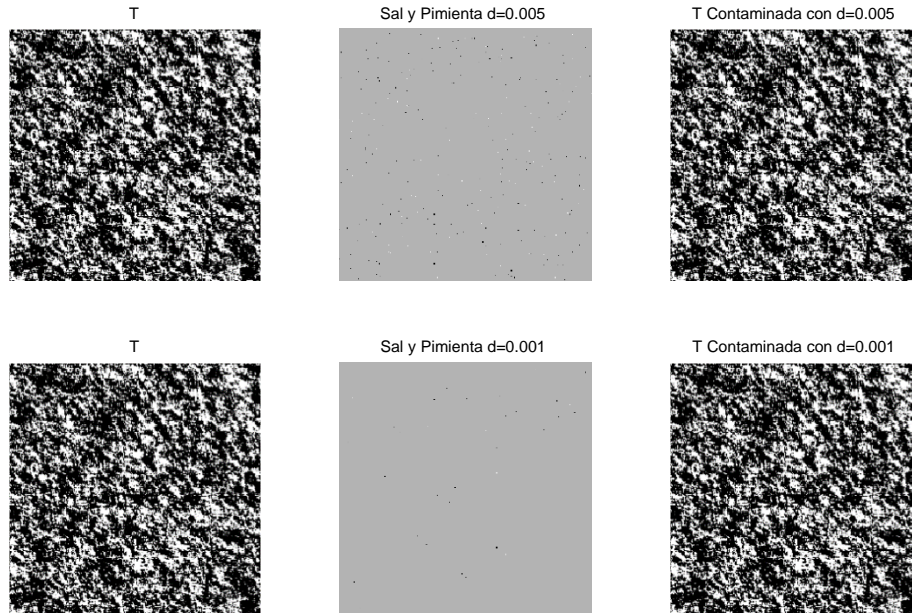 T
Sal y Pimienta d=0.005
T Contaminada con d=0.005
T
Sal y Pimienta d=0.001
T Contaminada con d=0.001